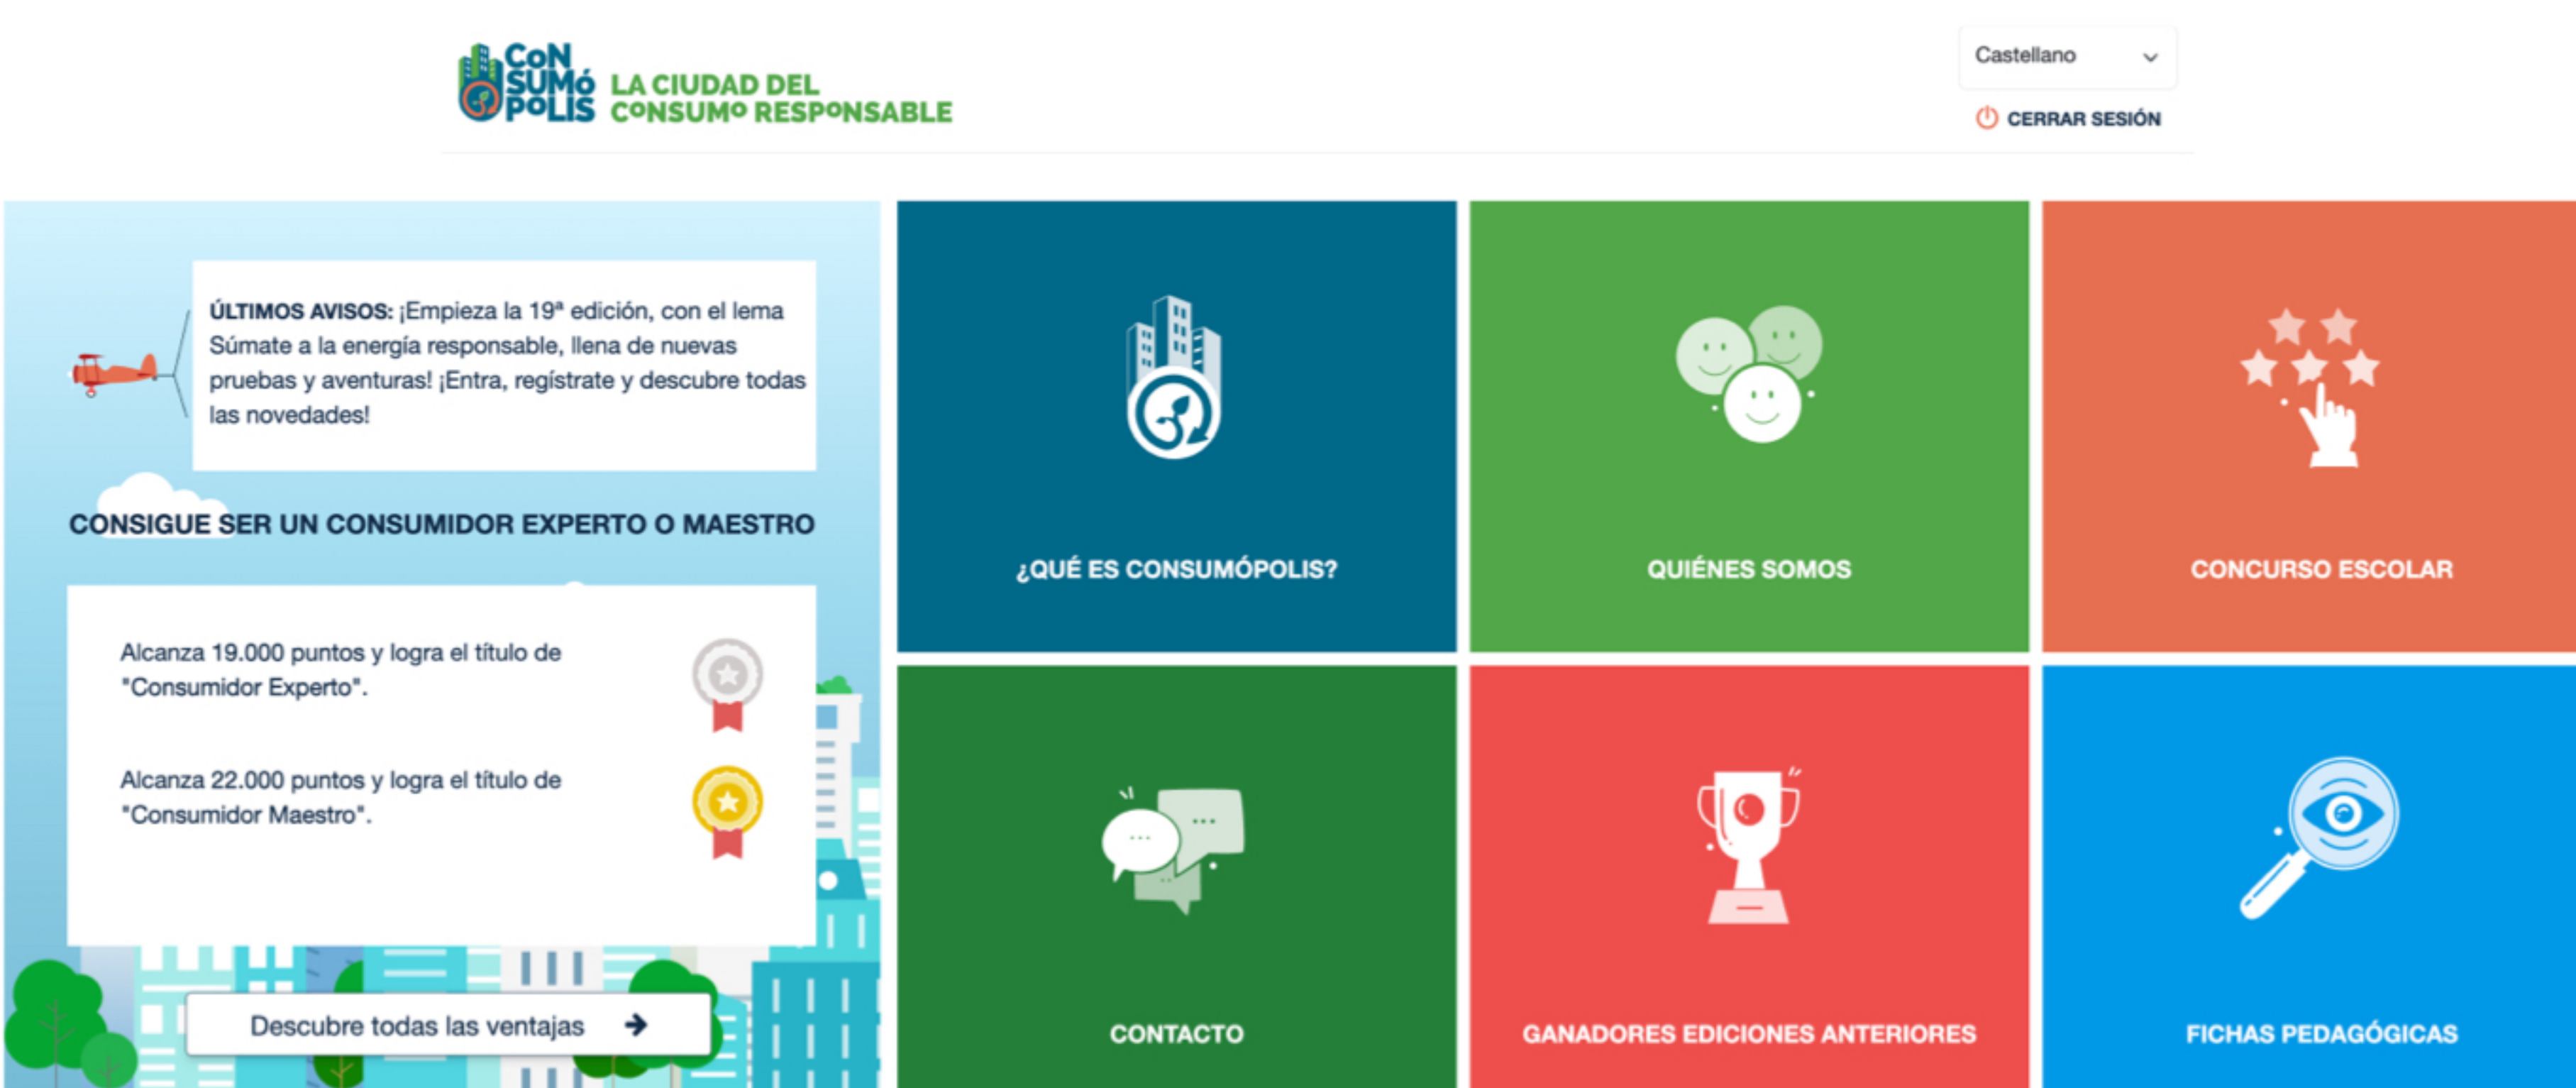 CoN
SUMó
PoLIS
LA CIUDAD DEL
CONSUMO RESPONSABLE
Castellano
CERRAR SESIÓN
ÚLTIMOS AVISOS: ¡Empieza la 19ª edición, con el lema
Súmate a la energía responsable, llena de nuevas
pruebas y aventuras! ¡Entra, regístrate y descubre todas
las novedades!
CONSIGUE SER UN CONSUMIDOR EXPERTO O MAESTRO
Alcanza 19.000 puntos y logra el título de
"Consumidor Experto".
Alcanza 22.000 puntos y logra el título de
"Consumidor Maestro".
Descubre todas las ventajas
¿QUÉ ES CONSUMÓPOLIS?
QUIÉNES SOMOS
CONCURSO ESCOLAR
CONTACTO
GANADORES EDICIONES ANTERIORES
FICHAS PEDAGÓGICAS